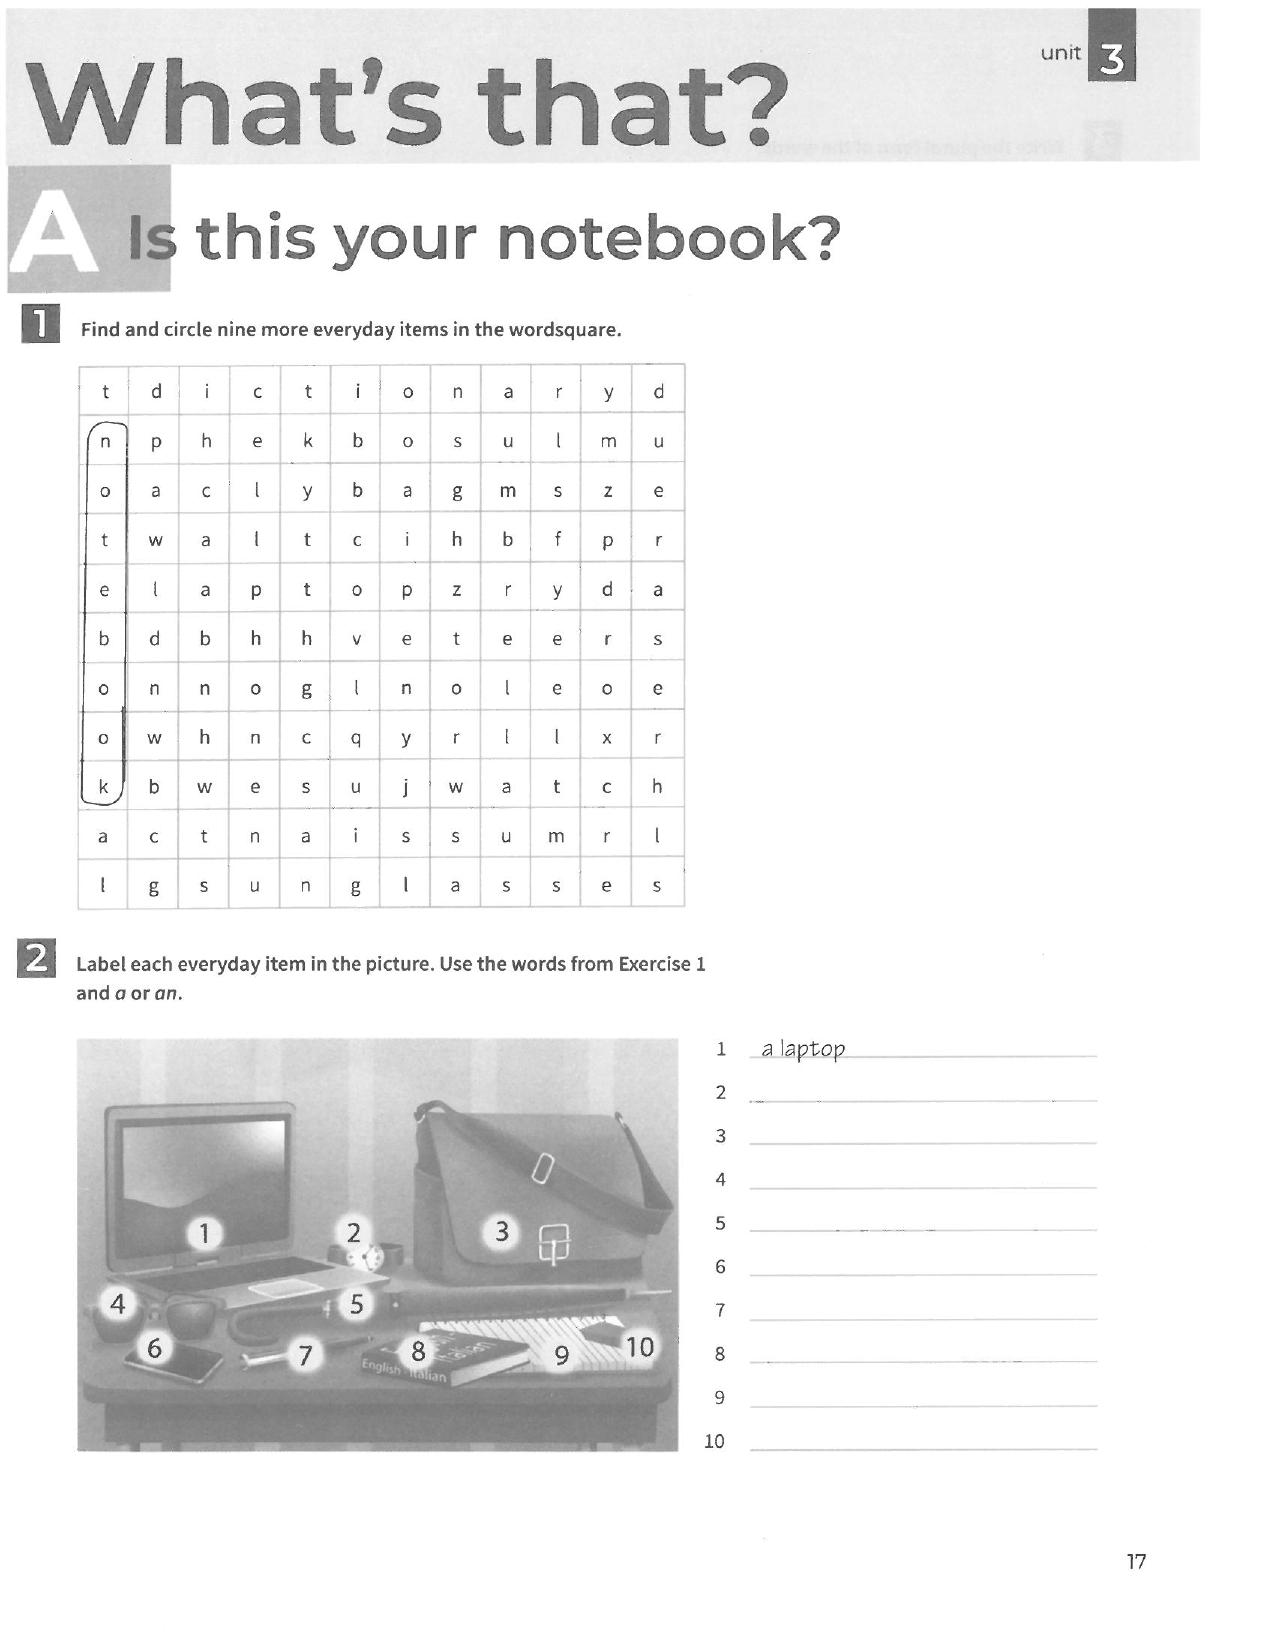 What's that?
unit 3
A Is this your notebook?
1 Find and circle nine more everyday items in the wordsquare.
t d i c t i o n a r y d
n p h e k b o s u l m u
o a c l y b a g m s z e
t w a l t c i h b f p r
e l a p t o p z r y d a
b d b h h v e t e e r s
o n n o g l n o l e o e
o w h n c q y r l l x r
k b w e s u j w a t c h
a c t n a i s s u m r l
l g s u n g l a s s e s
2 Label each everyday item in the picture. Use the words from Exercise 1
and a or an.
1 2 3
4 5
6 7 8 9 10
English - Italian
1 a laptop
2
3
4
5
6
7
8
9
10
17